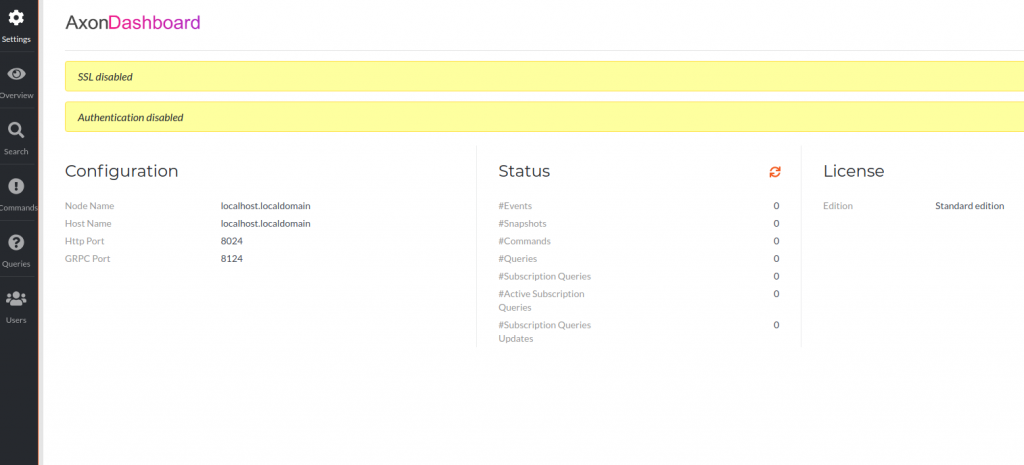 Settings
Overview
Search
Commands
Queries
Users
AxonDashboard
SSL disabled
Authentication disabled
Configuration
Node Name localhost.localdomain
Host Name localhost.localdomain
Http Port 8024
GRPC Port 8124
Status
#Events 0
#Snapshots 0
#Commands 0
#Queries 0
#Subscription Queries 0
#Active Subscription 0
Queries
#Subscription Queries 0
Updates
License
Edition Standard edition